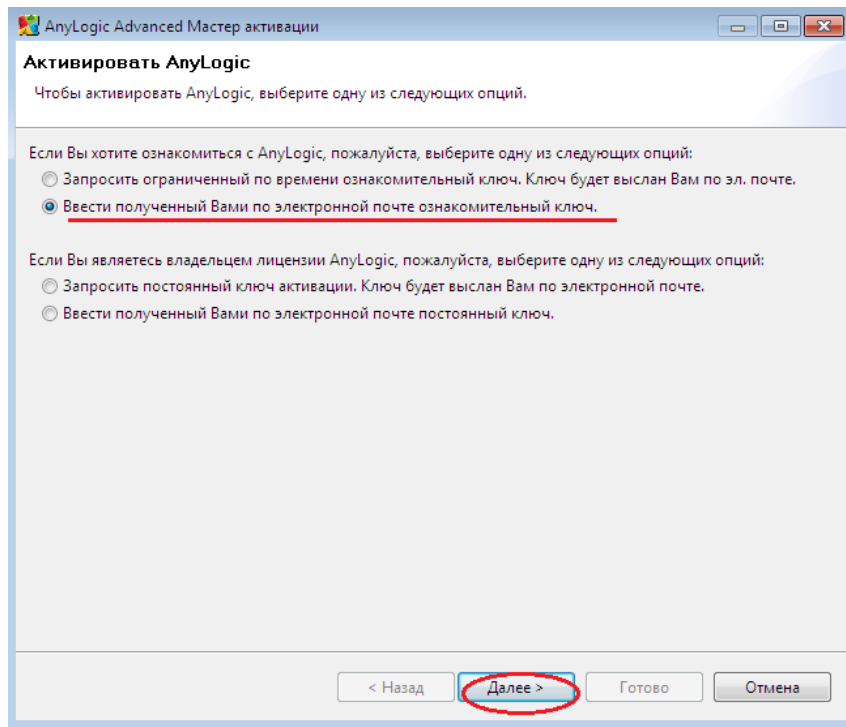 AnyLogic Advanced Мастер активации
Активировать AnyLogic
Чтобы активировать AnyLogic, выберите одну из следующих опций.
Если Вы хотите ознакомиться с AnyLogic, пожалуйста, выберите одну из следующих опций:
Запросить ограниченный по времени ознакомительный ключ. Ключ будет выслан Вам по эл. почте.
Ввести полученный Вами по электронной почте ознакомительный ключ.
Если Вы являетесь владельцем лицензии AnyLogic, пожалуйста, выберите одну из следующих опций:
Запросить постоянный ключ активации. Ключ будет выслан Вам по электронной почте.
Ввести полученный Вами по электронной почте постоянный ключ.
< Назад Далее > Готово Отмена